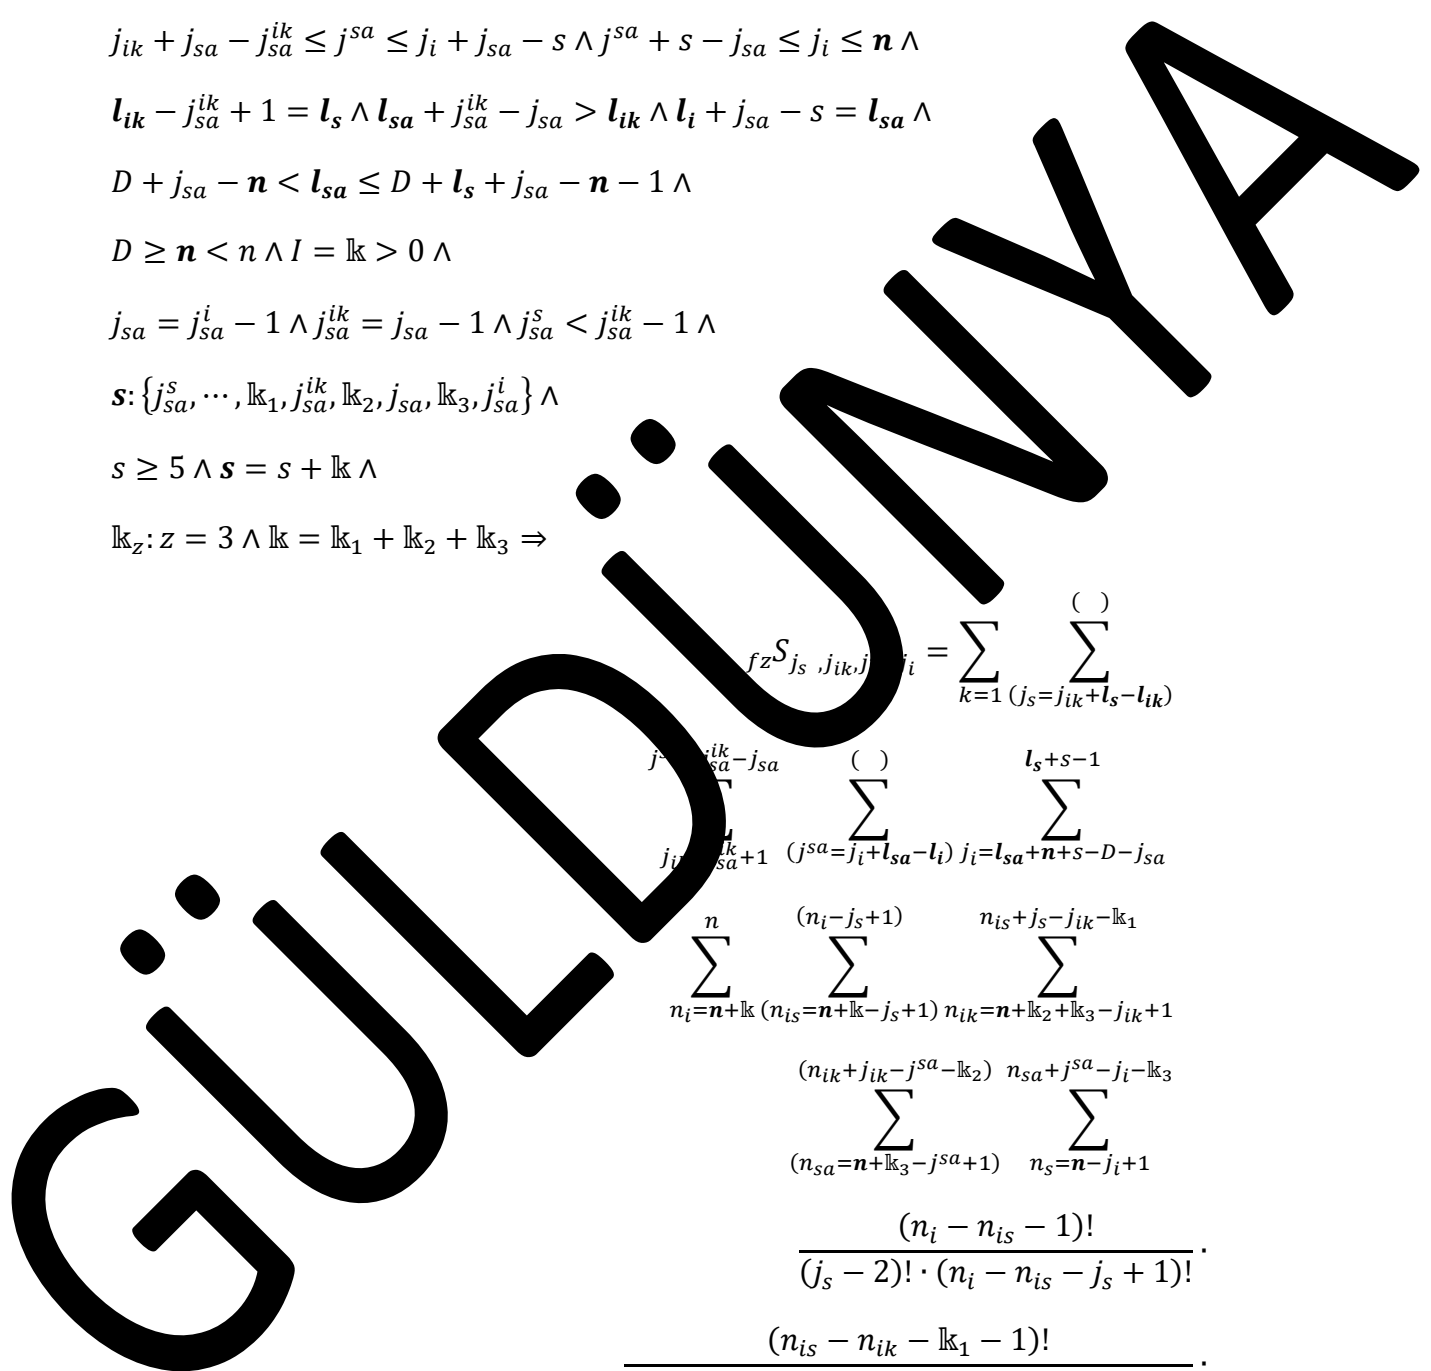 j_{ik} + j_{sa} − j_{sa}^{ik} ≤ j^{sa} ≤ j_i + j_{sa} − s ∧ j^{sa} + s − j_{sa} ≤ j_i ≤ n ∧
l_{ik} − j_{sa}^{ik} + 1 = l_s ∧ l_{sa} + j_{sa}^{ik} − j_{sa} > l_{ik} ∧ l_i + j_{sa} − s = l_{sa} ∧
D + j_{sa} − n < l_{sa} ≤ D + l_s + j_{sa} − n − 1 ∧
D ≥ n < n ∧ I = 𝕜 > 0 ∧
j_{sa} = j_{sa}^i − 1 ∧ j_{sa}^{ik} = j_{sa} − 1 ∧ j_{sa}^s < j_{sa}^{ik} − 1 ∧
s: {j_{sa}^s, ⋯ , 𝕜_1, j_{sa}^{ik}, 𝕜_2, j_{sa}, 𝕜_3, j_{sa}^i} ∧
s ≥ 5 ∧ s = s + 𝕜 ∧
𝕜_z: z = 3 ∧ 𝕜 = 𝕜_1 + 𝕜_2 + 𝕜_3 ⇒
( )
_{fz}S_{j_s ,j_{ik}, j_i} = ∑ ∑
k=1 (j_s=j_{ik}+l_s−l_{ik})
−j_{sa} ( ) l_s+s−1
∑ ∑ ∑
+1 (j^{sa}=j_i+l_{sa}−l_i) j_i=l_{sa}+n+s−D−j_{sa}
n (n_i−j_s+1) n_{is}+j_s−j_{ik}−𝕜_1
∑ ∑ ∑
n_i=n+𝕜 (n_{is}=n+𝕜−j_s+1) n_{ik}=n+𝕜_2+𝕜_3−j_{ik}+1
(n_{ik}+j_{ik}−j^{sa}−𝕜_2) n_{sa}+j^{sa}−j_i−𝕜_3
∑ ∑
(n_{sa}=n+𝕜_3−j^{sa}+1) n_s=n−j_i+1
(n_i − n_{is} − 1)!
(j_s − 2)! · (n_i − n_{is} − j_s + 1)! ·
(n_{is} − n_{ik} − 𝕜_1 − 1)! ·
GÜLDÜNYA